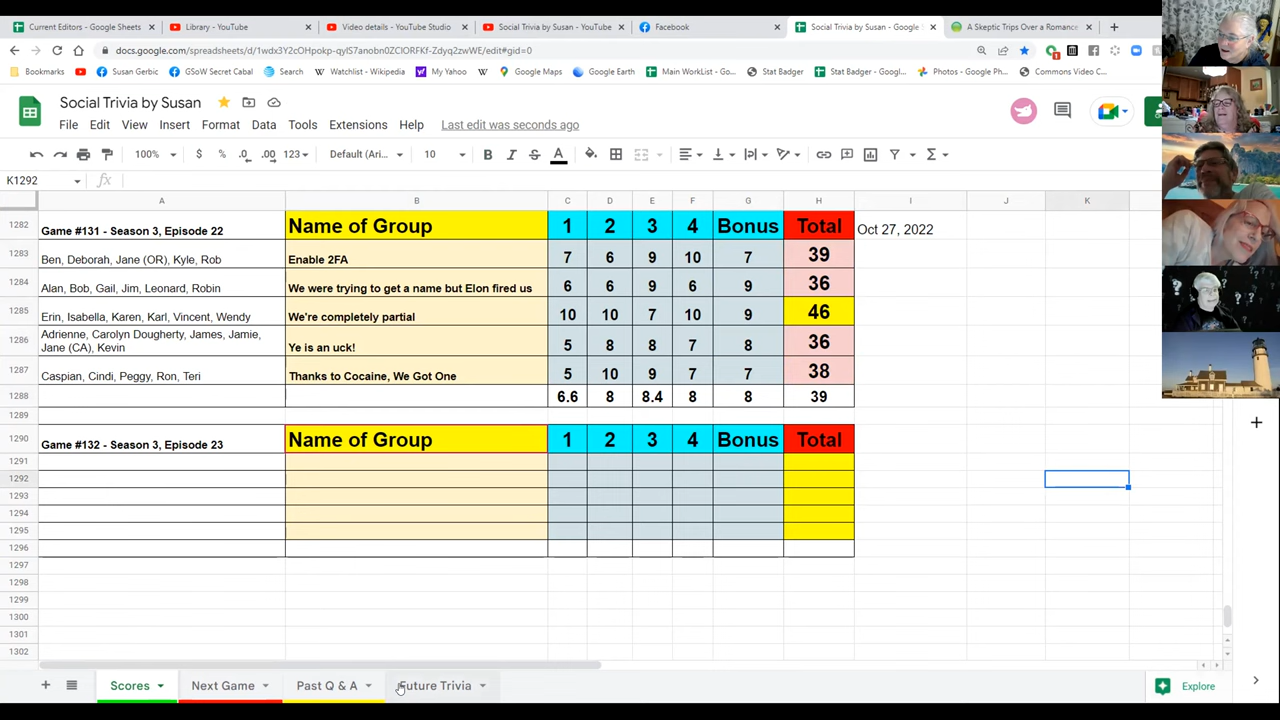 Current Editors - Google Sheets
Library - YouTube
Video details - YouTube Studio
Social Trivia by Susan - YouTube
Facebook
Social Trivia by Susan - Google
A Skeptic Trips Over a Romance
docs.google.com/spreadsheets/d/1wdx3Y2cOHpokp-qyIS7anobn0ZClORFKf-Zdyq2zwWE/edit#gid=0
Bookmarks
Susan Gerbic
GSoW Secret Cabal
Search
Watchlist - Wikipedia
My Yahoo
Google Maps
Google Earth
Main WorkList - Go...
Stat Badger
Stat Badger - Googl...
Photos - Google Ph...
Commons Video C...
Social Trivia by Susan
File Edit View Insert Format Data Tools Extensions Help Last edit was seconds ago
100% $ % .0 .00 123 Default (Ari... 10 B I S A
K1292 fx
A B C D E F G H I J K
1282 Game #131 - Season 3, Episode 22 Name of Group 1 2 3 4 Bonus Total Oct 27, 2022
1283 Ben, Deborah, Jane (OR), Kyle, Rob Enable 2FA 7 6 9 10 7 39
1284 Alan, Bob, Gail, Jim, Leonard, Robin We were trying to get a name but Elon fired us 6 6 9 6 9 36
1285 Erin, Isabella, Karen, Karl, Vincent, Wendy We're completely partial 10 10 7 10 9 46
1286 Adrienne, Carolyn Dougherty, James, Jamie,
Jane (CA), Kevin Ye is an uck! 5 8 8 7 8 36
1287 Caspian, Cindi, Peggy, Ron, Teri Thanks to Cocaine, We Got One 5 10 9 7 7 38
1288 6.6 8 8.4 8 8 39
1289
1290 Game #132 - Season 3, Episode 23 Name of Group 1 2 3 4 Bonus Total
1291
1292
1293
1294
1295
1296
1297
1298
1299
1300
1301
1302
Scores Next Game Past Q & A Future Trivia Explore